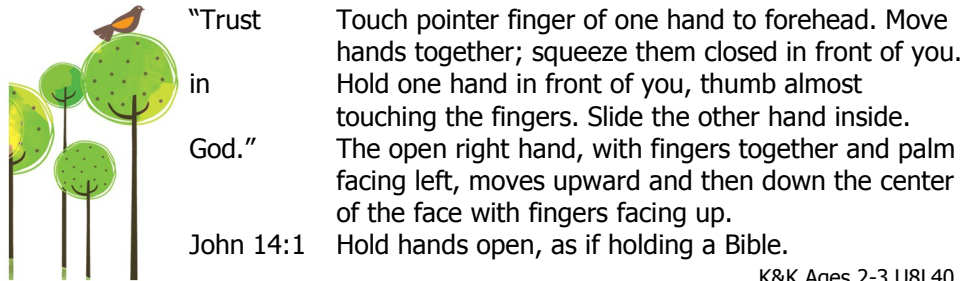 “Trust Touch pointer finger of one hand to forehead. Move
hands together; squeeze them closed in front of you.
in Hold one hand in front of you, thumb almost
touching the fingers. Slide the other hand inside.
God.” The open right hand, with fingers together and palm
facing left, moves upward and then down the center
of the face with fingers facing up.
John 14:1 Hold hands open, as if holding a Bible.
K&K Ages 2-3 U8L40